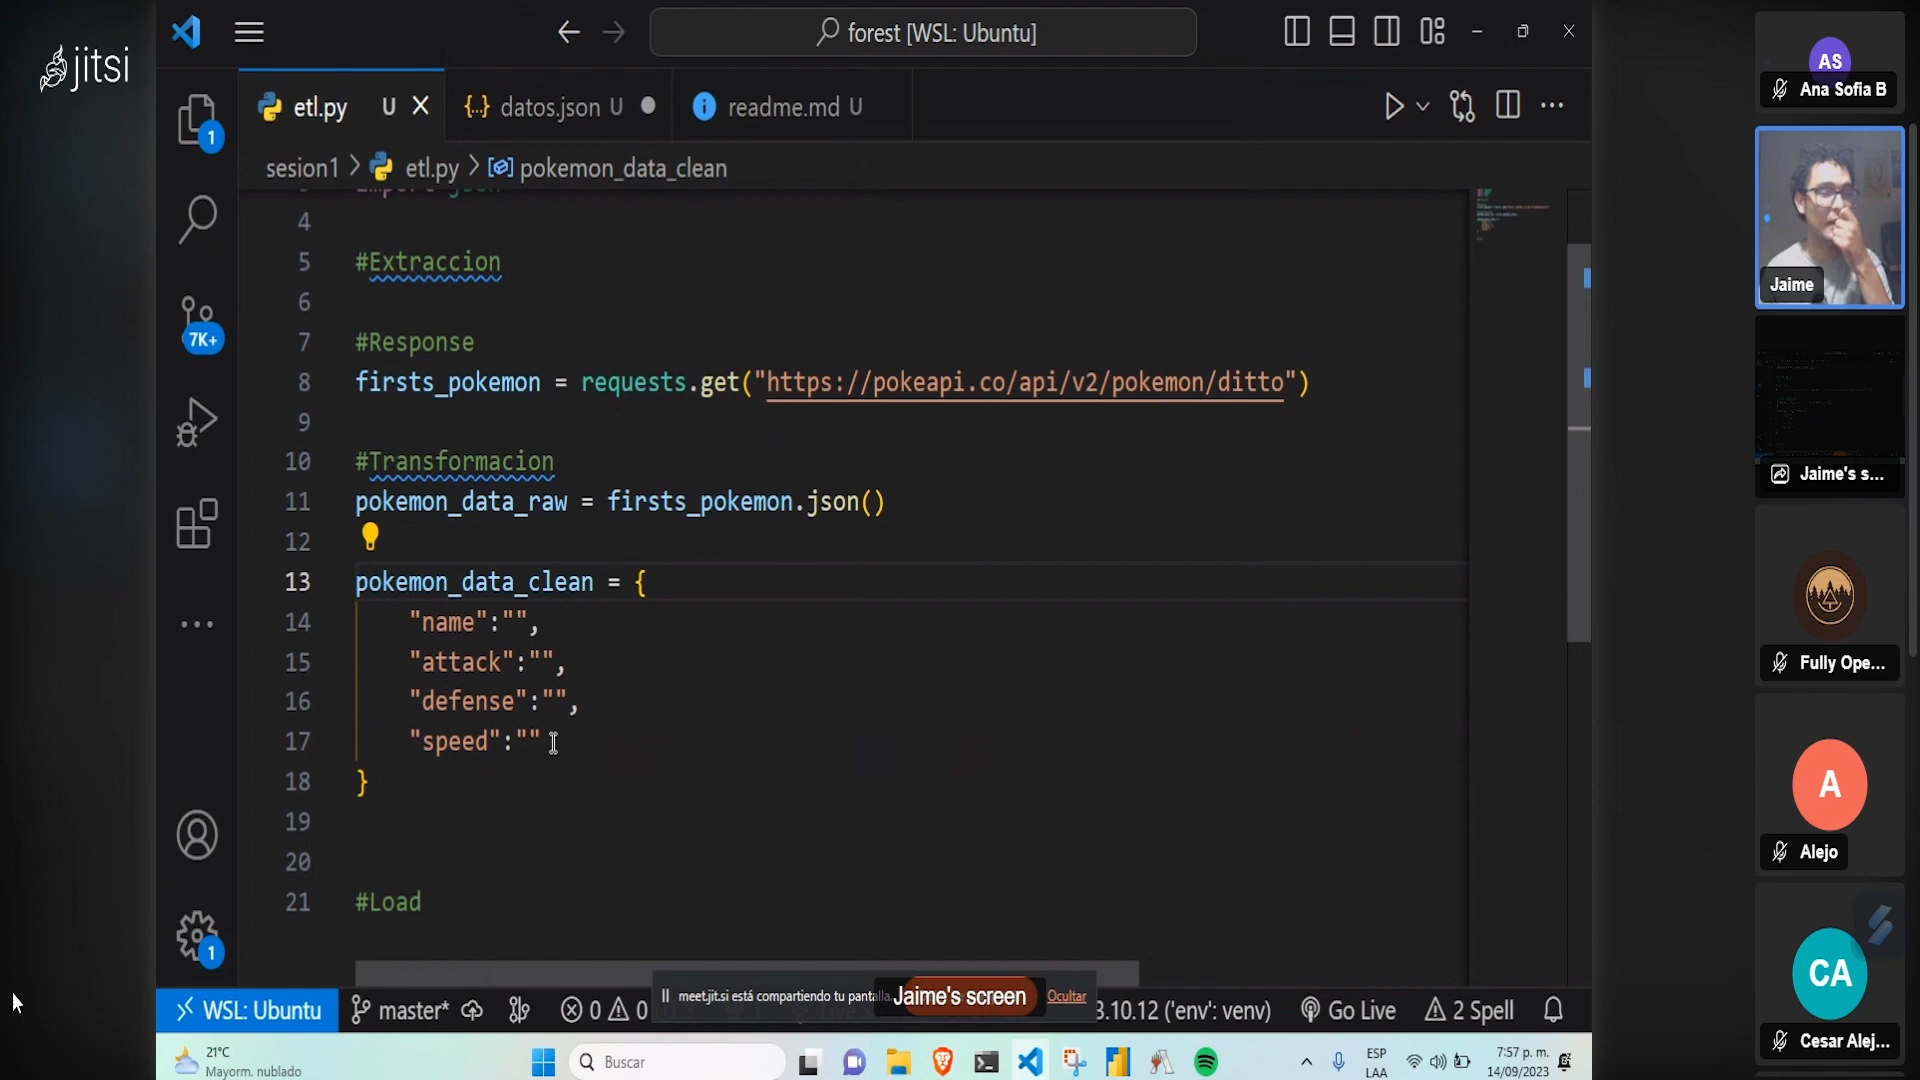 jitsi
forest [WSL: Ubuntu]
etl.py U
datos.json U
readme.md U
sesion1 > etl.py > pokemon_data_clean
4
5 #Extraccion
6
7 #Response
8 firsts_pokemon = requests.get("https://pokeapi.co/api/v2/pokemon/ditto")
9
10 #Transformacion
11 pokemon_data_raw = firsts_pokemon.json()
12
13 pokemon_data_clean = {
14 "name":"",
15 "attack":"",
16 "defense":"",
17 "speed":""
18 }
19
20
21 #Load
1
7K+
1
WSL: Ubuntu
master*
0 0
meet.jit.si está compartiendo tu pantalla.
Jaime's screen
Ocultar
3.10.12 ('env': venv)
Go Live
2 Spell
21°C
Mayorm. nublado
Buscar
ESP
LAA
7:57 p. m.
14/09/2023
AS
Ana Sofia B
Jaime
Jaime's s...
Fully Ope...
A
Alejo
CA
Cesar Alej...